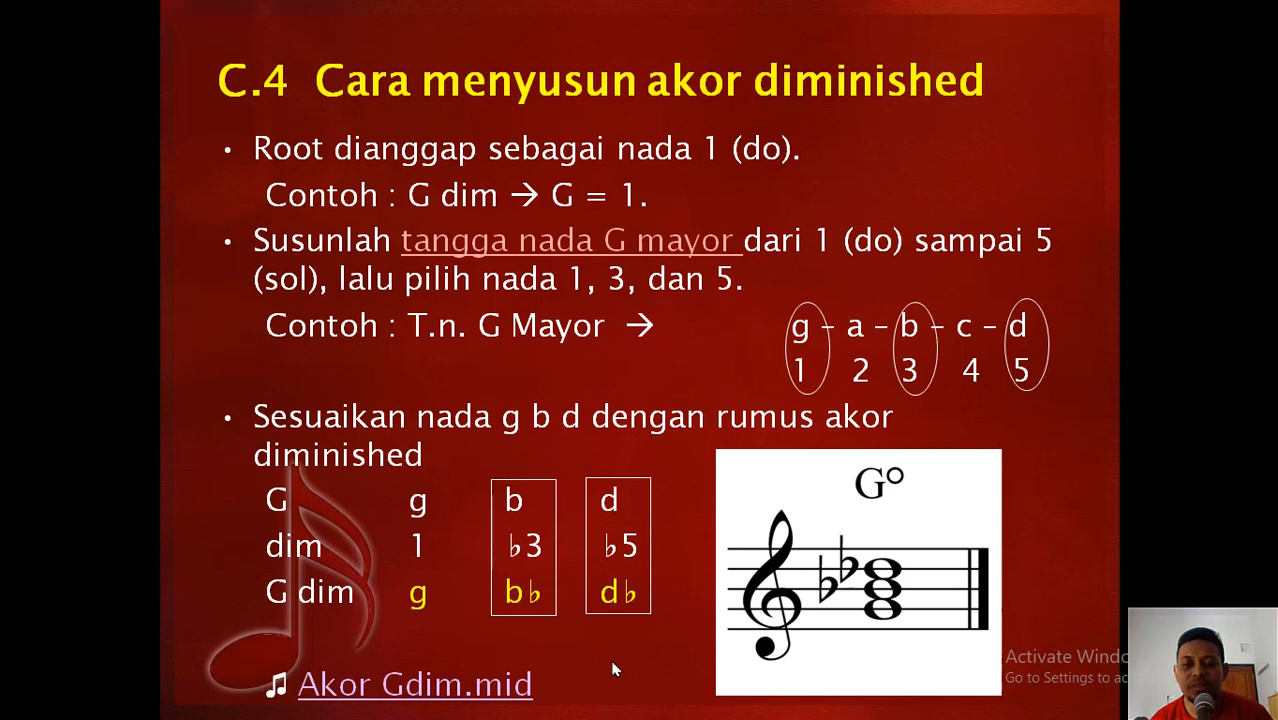 C.4 Cara menyusun akor diminished
• Root dianggap sebagai nada 1 (do).
Contoh : G dim → G = 1.
• Susunlah tangga nada G mayor dari 1 (do) sampai 5
(sol), lalu pilih nada 1, 3, dan 5.
Contoh : T.n. G Mayor → g – a – b – c – d
1 2 3 4 5
• Sesuaikan nada g b d dengan rumus akor
diminished
G g b d
dim 1 ♭3 ♭5
G dim g b♭ d♭
G°
♫ Akor Gdim.mid
Activate Windo
Go to Settings to ac